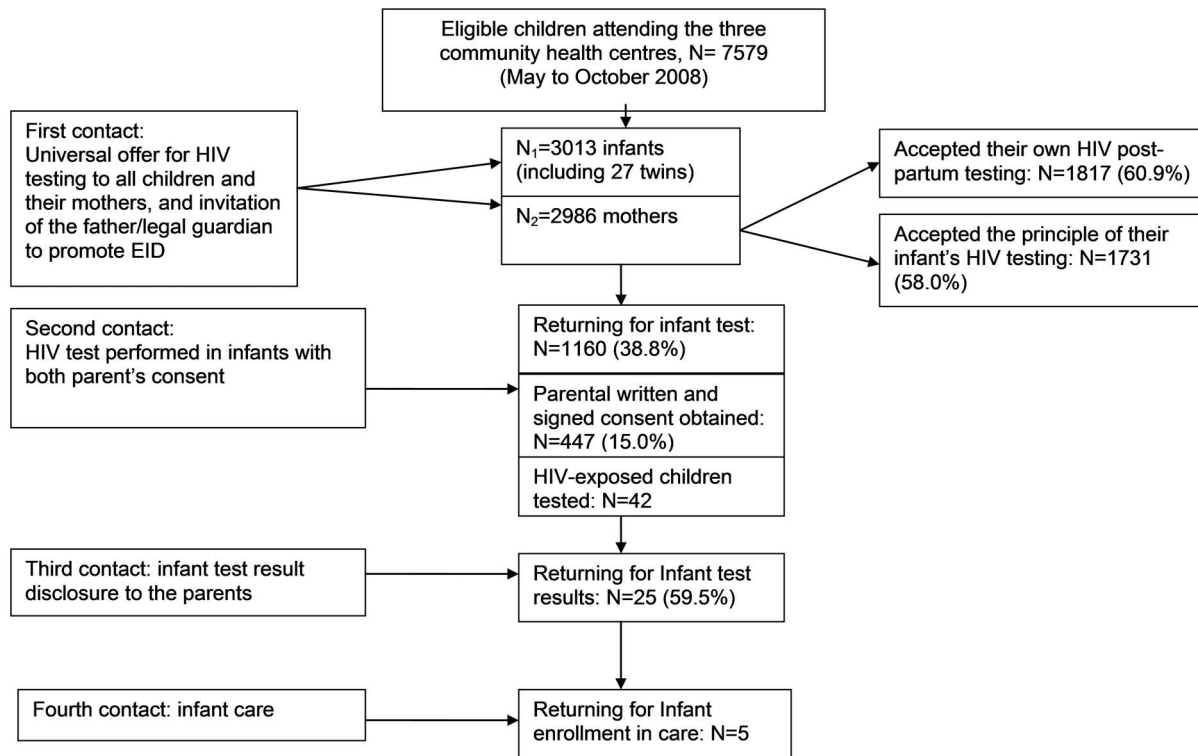 Eligible children attending the three
community health centres, N= 7579
(May to October 2008)
First contact:
Universal offer for HIV
testing to all children and
their mothers, and invitation
of the father/legal guardian
to promote EID
N₁=3013 infants
(including 27 twins)
N₂=2986 mothers
Accepted their own HIV post-
partum testing: N=1817 (60.9%)
Accepted the principle of their
infant’s HIV testing: N=1731
(58.0%)
Second contact:
HIV test performed in infants with
both parent’s consent
Returning for infant test:
N=1160 (38.8%)
Parental written and
signed consent obtained:
N=447 (15.0%)
HIV-exposed children
tested: N=42
Third contact: infant test result
disclosure to the parents
Returning for Infant test
results: N=25 (59.5%)
Fourth contact: infant care
Returning for Infant
enrollment in care: N=5